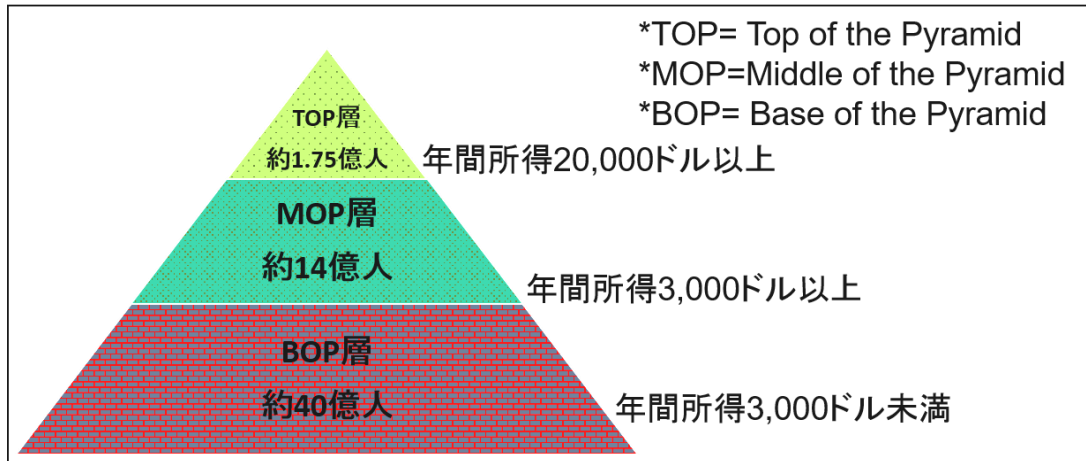 *TOP= Top of the Pyramid
*MOP=Middle of the Pyramid
*BOP= Base of the Pyramid
TOP層
約1.75億人
年間所得20,000ドル以上
MOP層
約14億人
年間所得3,000ドル以上
BOP層
約40億人
年間所得3,000ドル未満